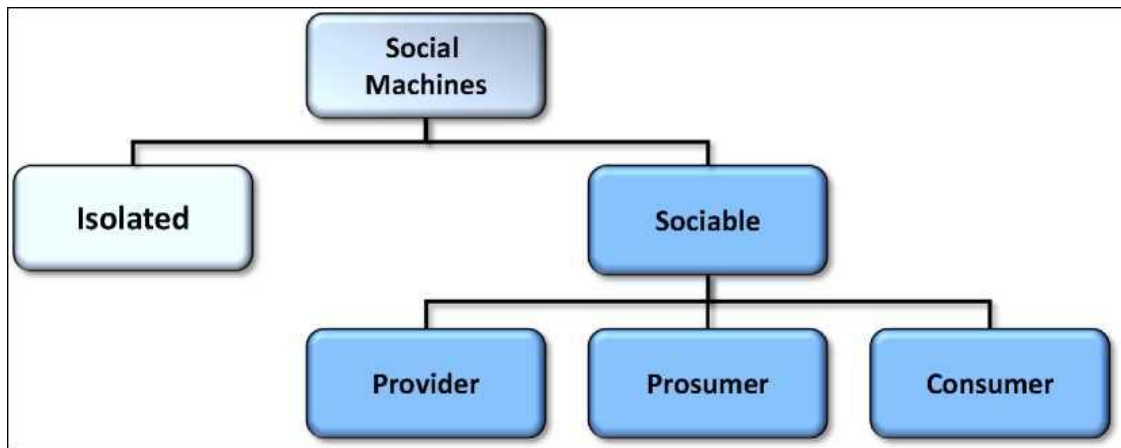 Social
Machines
Isolated
Sociable
Provider
Prosumer
Consumer